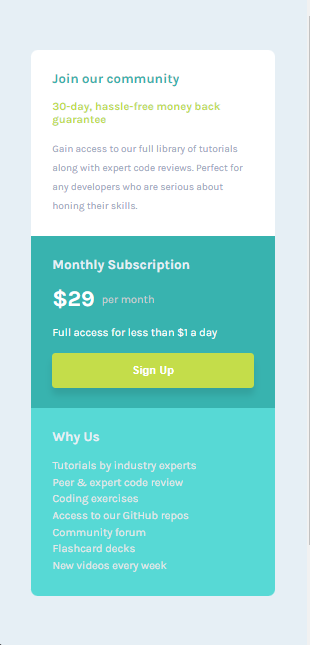 Join our community
30-day, hassle-free money back
guarantee
Gain access to our full library of tutorials
along with expert code reviews. Perfect for
any developers who are serious about
honing their skills.
Monthly Subscription
$29 per month
Full access for less than $1 a day
Sign Up
Why Us
Tutorials by industry experts
Peer & expert code review
Coding exercises
Access to our GitHub repos
Community forum
Flashcard decks
New videos every week